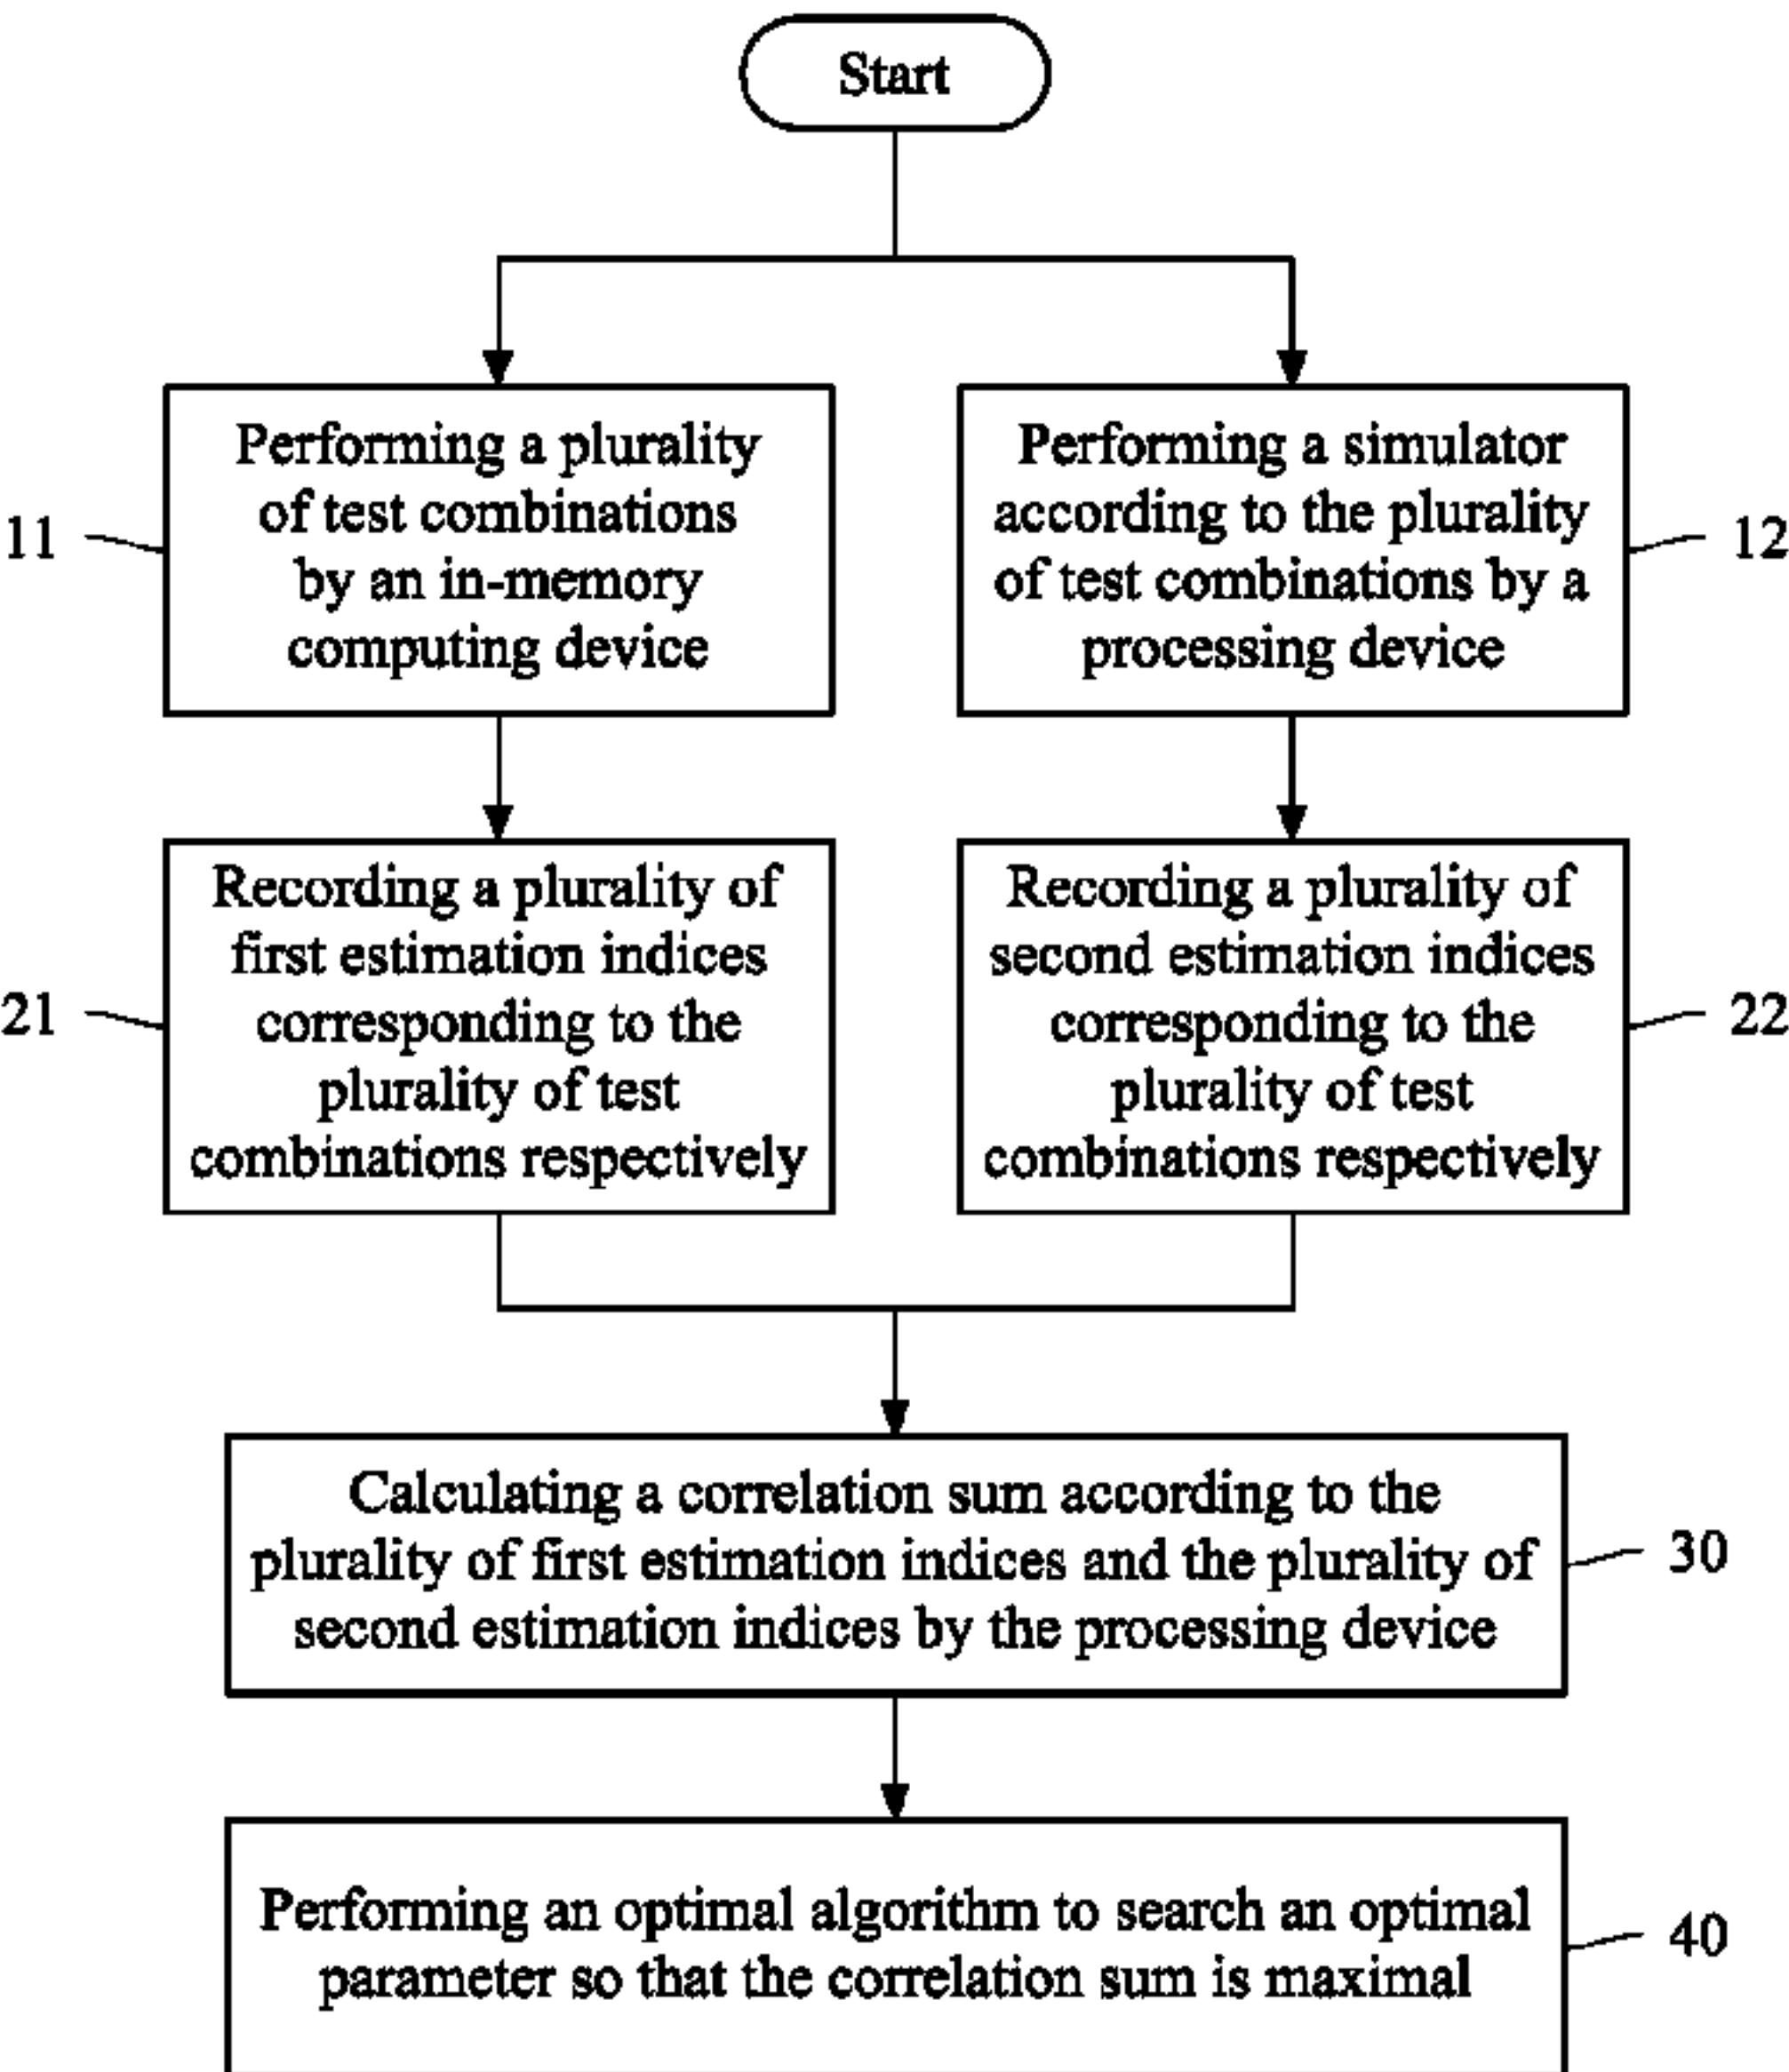 Start
Performing a plurality
of test combinations
by an in-memory
computing device
11
Performing a simulator
according to the plurality
of test combinations by a
processing device
12
Recording a plurality of
first estimation indices
corresponding to the
plurality of test
combinations respectively
21
Recording a plurality of
second estimation indices
corresponding to the
plurality of test
combinations respectively
22
Calculating a correlation sum according to the
plurality of first estimation indices and the plurality of
second estimation indices by the processing device
30
Performing an optimal algorithm to search an optimal
parameter so that the correlation sum is maximal
40